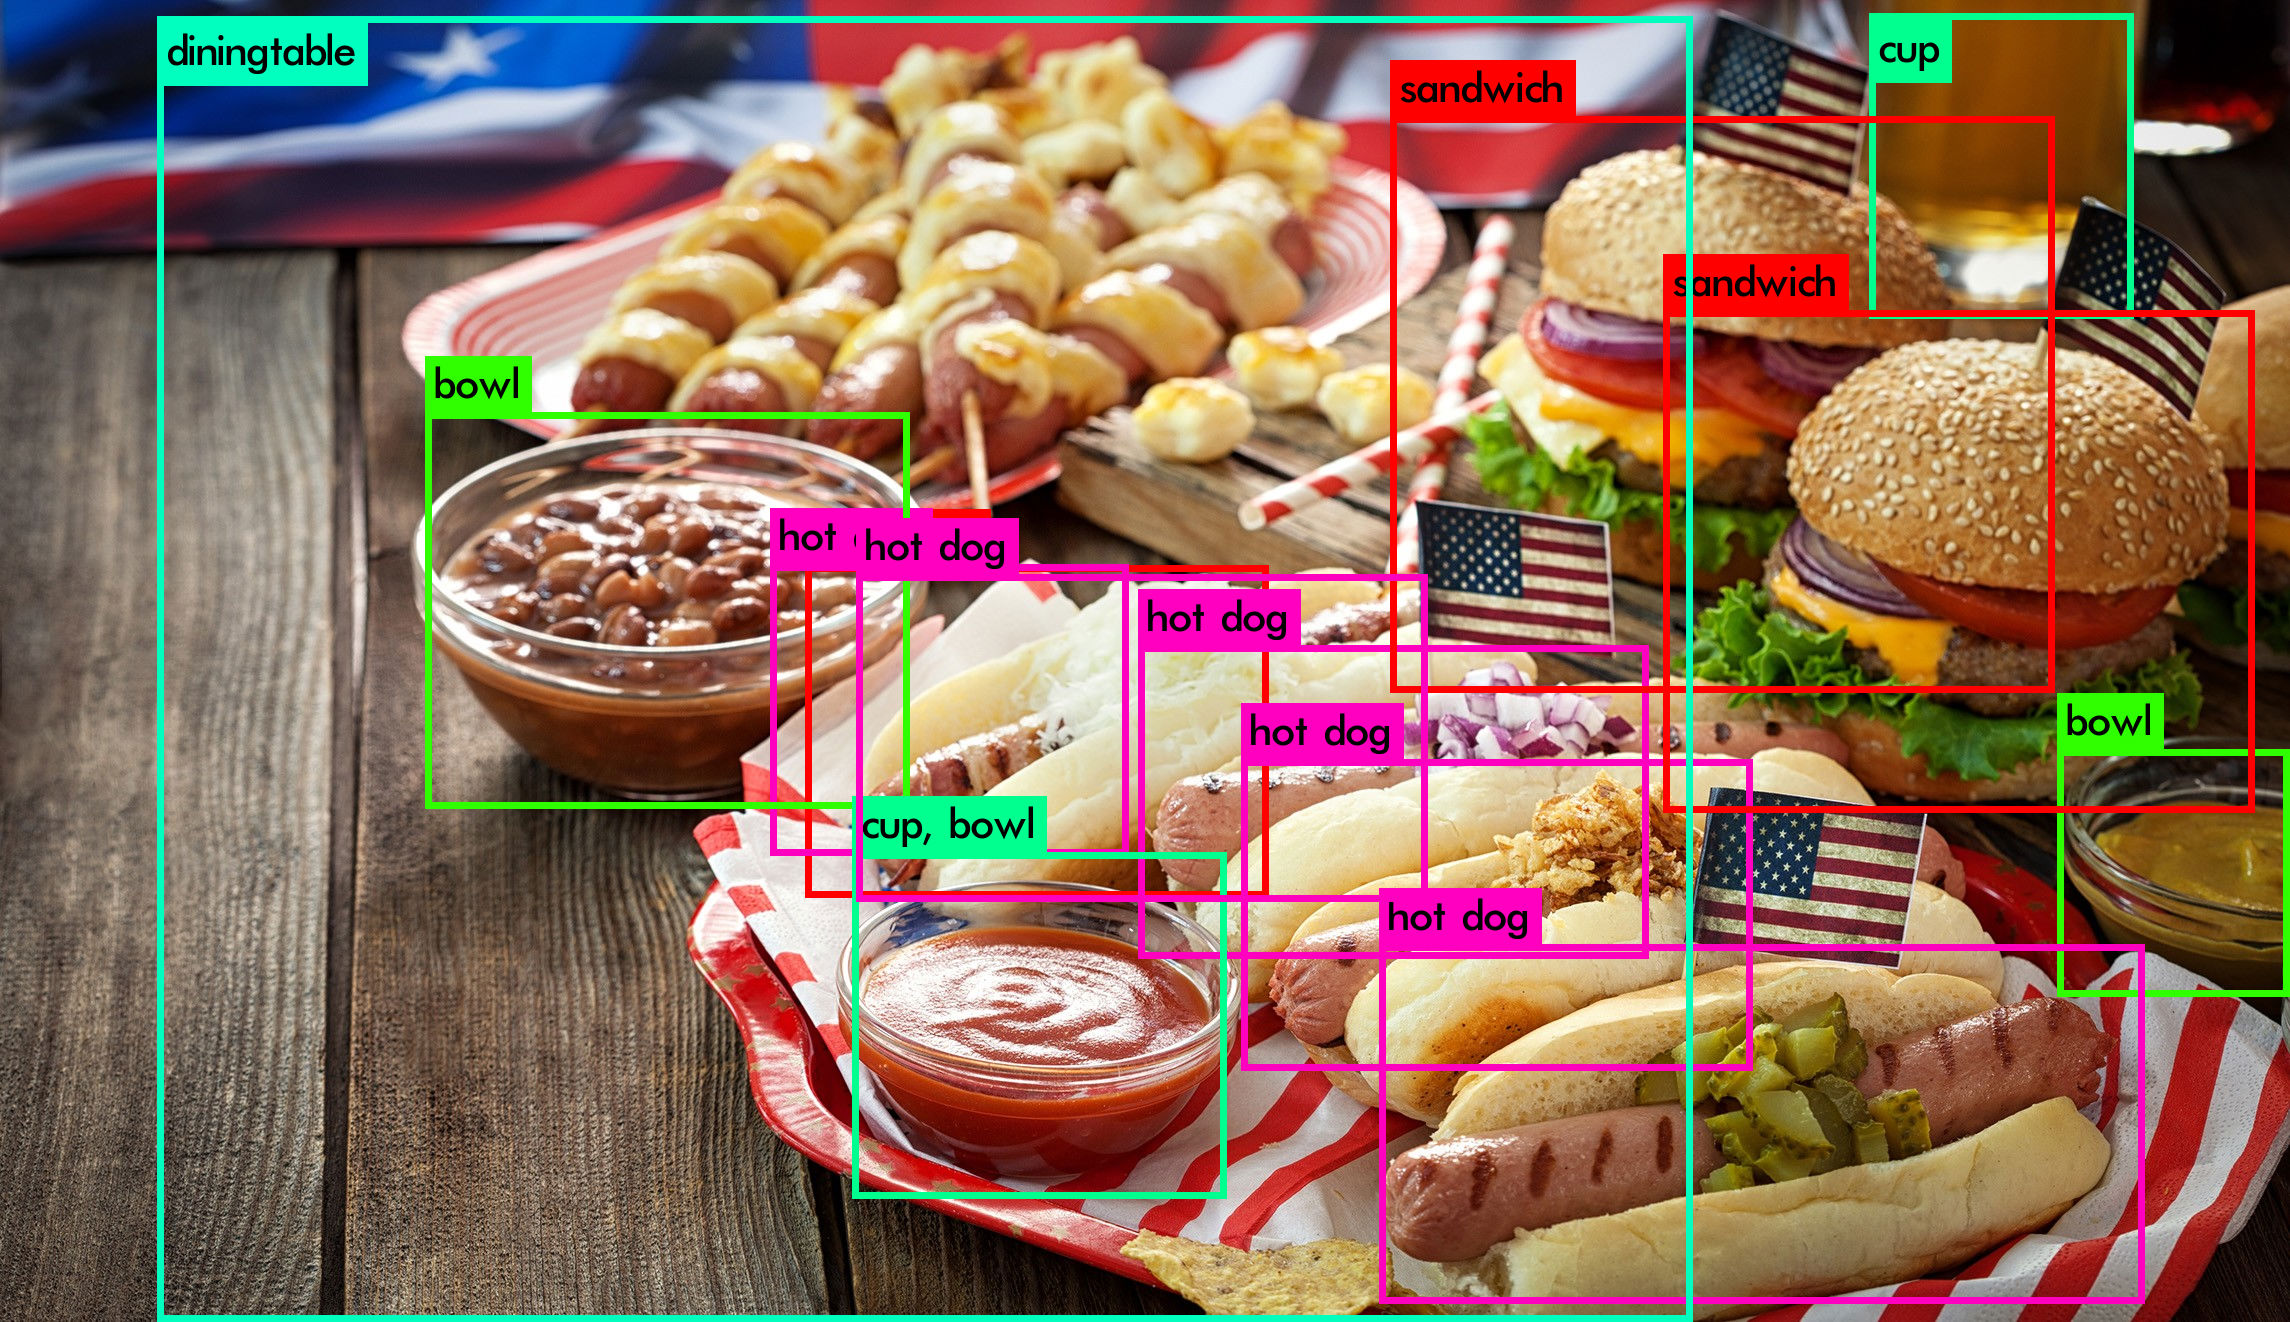 diningtable
cup
sandwich
sandwich
bowl
hot
hot dog
hot dog
bowl
hot dog
cup, bowl
hot dog